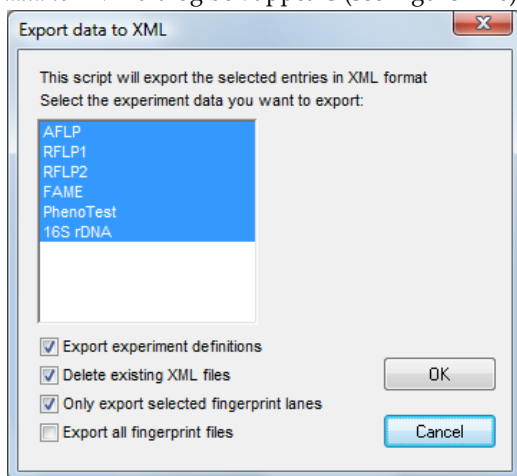 Export data to XML
This script will export the selected entries in XML format
Select the experiment data you want to export:
AFLP
RFLP1
RFLP2
FAME
PhenoTest
16S rDNA
Export experiment definitions
Delete existing XML files
OK
Only export selected fingerprint lanes
Export all fingerprint files
Cancel